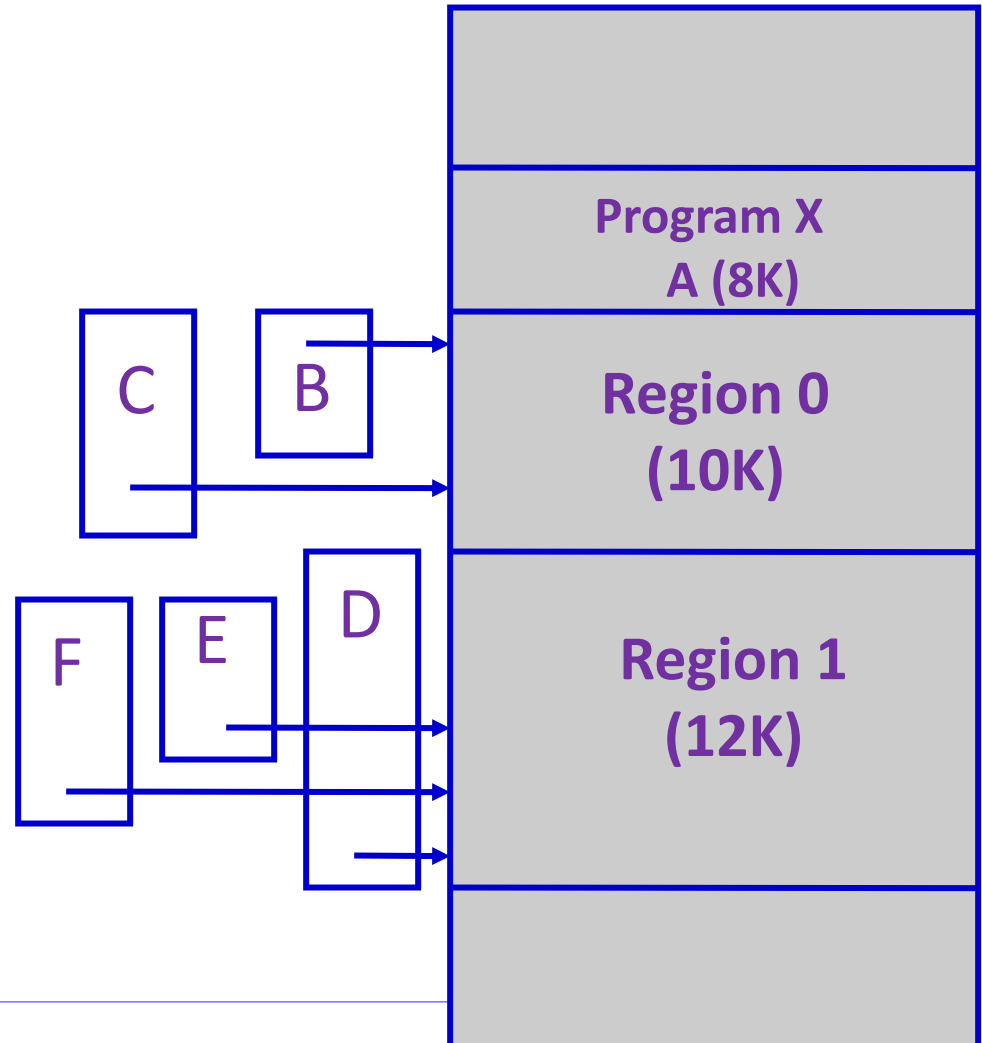 Program X
A (8K)
C
B
Region 0
(10K)
F
E
D
Region 1
(12K)